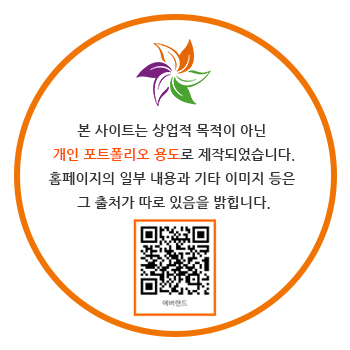 본 사이트는 상업적 목적이 아닌
개인 포트폴리오 용도로 제작되었습니다.
홈페이지의 일부 내용과 기타 이미지 등은
그 출처가 따로 있음을 밝힙니다.
에버랜드